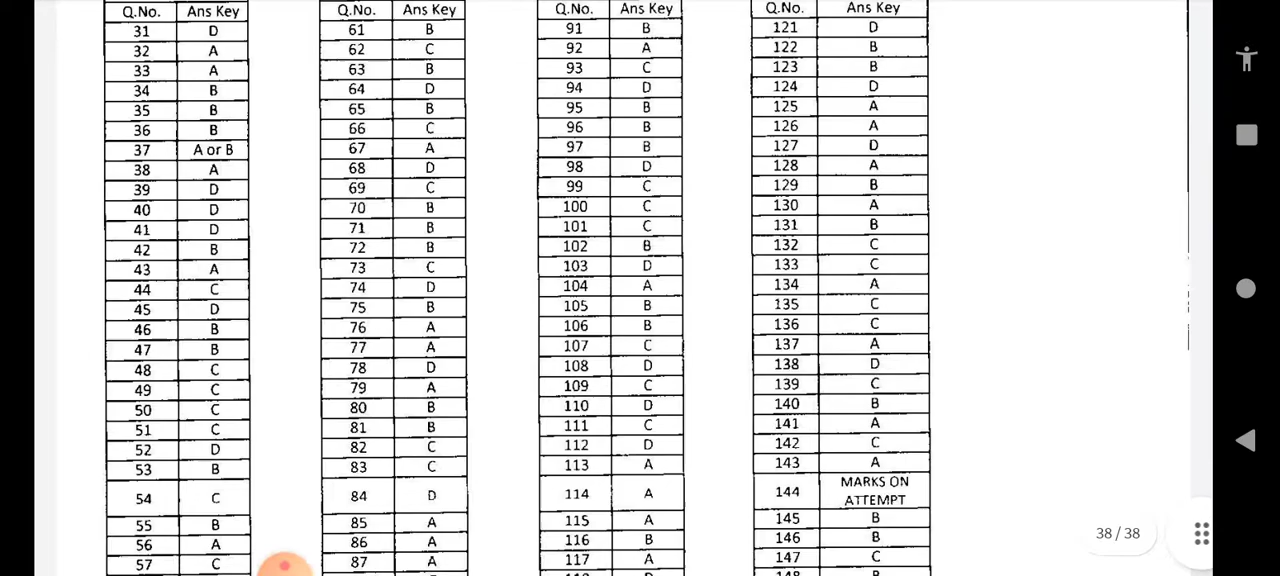 Q.No. Ans Key Q.No. Ans Key Q.No. Ans Key Q.No. Ans Key
31 D 61 B 91 B 121 D
32 A 62 C 92 A 122 B
33 A 63 B 93 C 123 B
34 B 64 D 94 D 124 D
35 B 65 B 95 B 125 A
36 B 66 C 96 B 126 A
37 A or B 67 A 97 B 127 D
38 A 68 D 98 D 128 A
39 D 69 C 99 C 129 B
40 D 70 B 100 C 130 A
41 D 71 B 101 C 131 B
42 B 72 B 102 B 132 C
43 A 73 C 103 D 133 C
44 C 74 D 104 A 134 A
45 D 75 B 105 B 135 C
46 B 76 A 106 B 136 C
47 B 77 A 107 C 137 A
48 C 78 D 108 D 138 D
49 C 79 A 109 C 139 C
50 C 80 B 110 D 140 B
51 C 81 B 111 C 141 A
52 D 82 C 112 D 142 C
53 B 83 C 113 A 143 A
54 C 84 D 114 A 144 MARKS ON
ATTEMPT
55 B 85 A 115 A 145 B
56 A 86 A 116 B 146 B
57 C 87 A 117 A 147 C
38 / 38